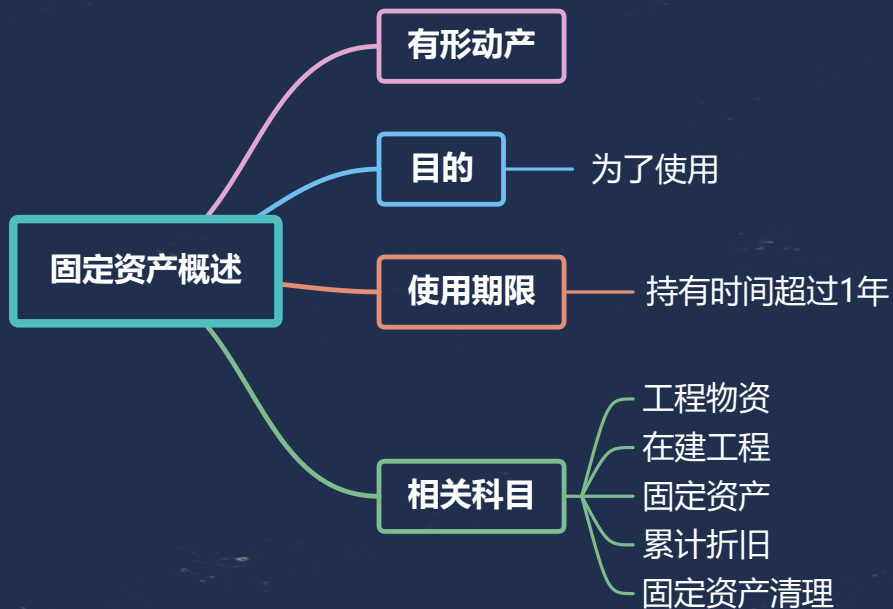 有形动产
目的
为了使用
固定资产概述
使用期限
持有时间超过1年
相关科目
工程物资
在建工程
固定资产
累计折旧
固定资产清理